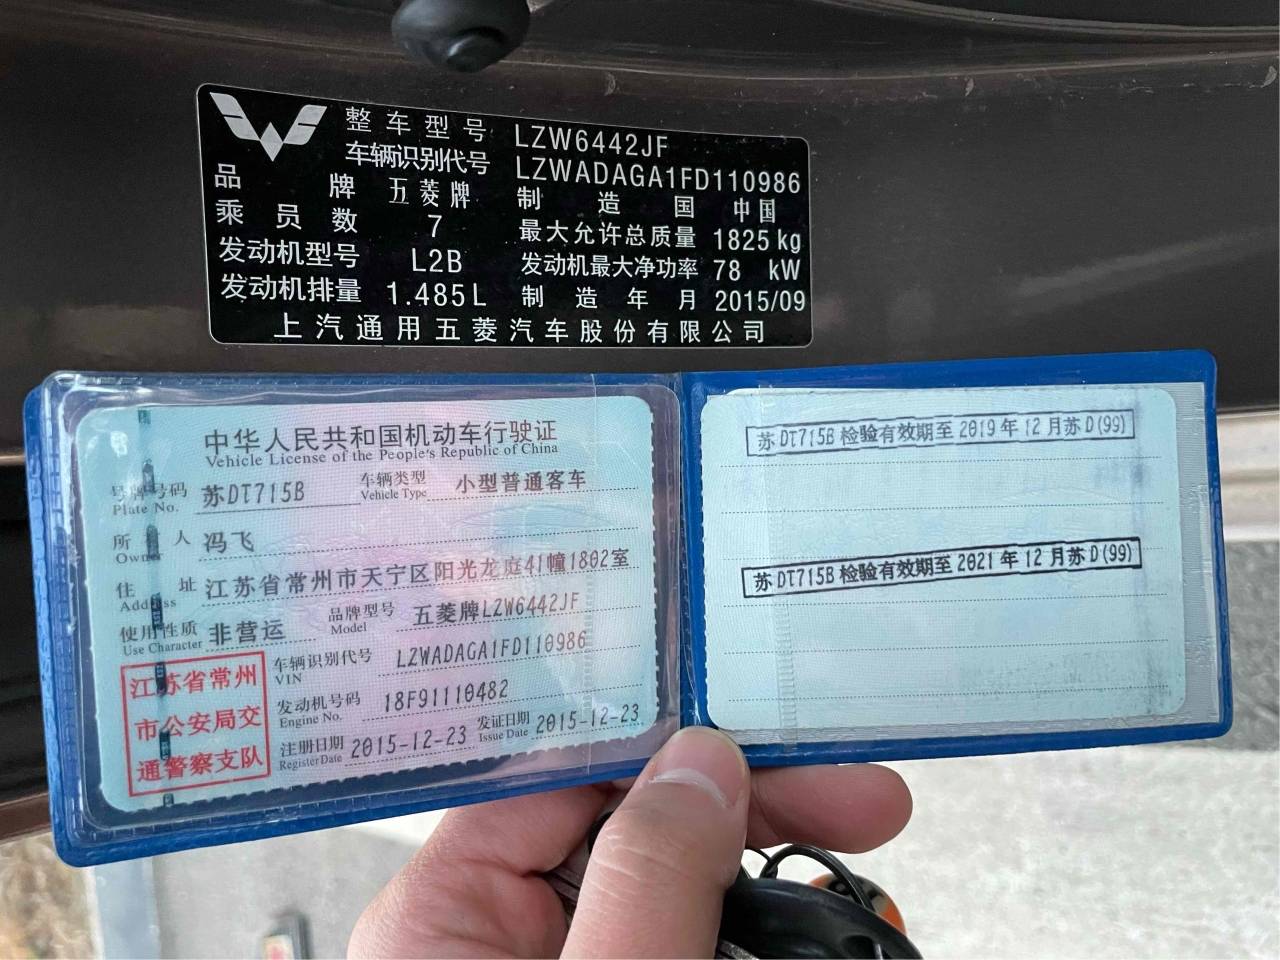 整车型号 LZW6442JF
车辆识别代号 LZWADAGA1FD110986
品牌 五菱牌 制造国 中国
乘员数 7 最大允许总质量 1825 kg
发动机型号 L2B 发动机最大净功率 78 kW
发动机排量 1.485L 制造年月 2015/09
上汽通用五菱汽车股份有限公司
中华人民共和国机动车行驶证
Vehicle License of the People's Republic of China
号牌号码 苏DT715B 车辆类型 小型普通客车
Plate No. Vehicle Type
所有人 冯飞
Owner
住址 江苏省常州市天宁区阳光龙庭41幢1802室
Address
使用性质 非营运 品牌型号 五菱牌LZW6442JF
Use Character Model
江苏省常州市公安局交通警察支队
车辆识别代号 LZWADAGA1FD110986
VIN
发动机号码 18F91110482
Engine No.
注册日期 2015-12-23 发证日期 2015-12-23
Register Date Issue Date
苏DT715B 检验有效期至 2019年12月苏D(99)
苏DT715B 检验有效期至 2021年12月苏D(99)